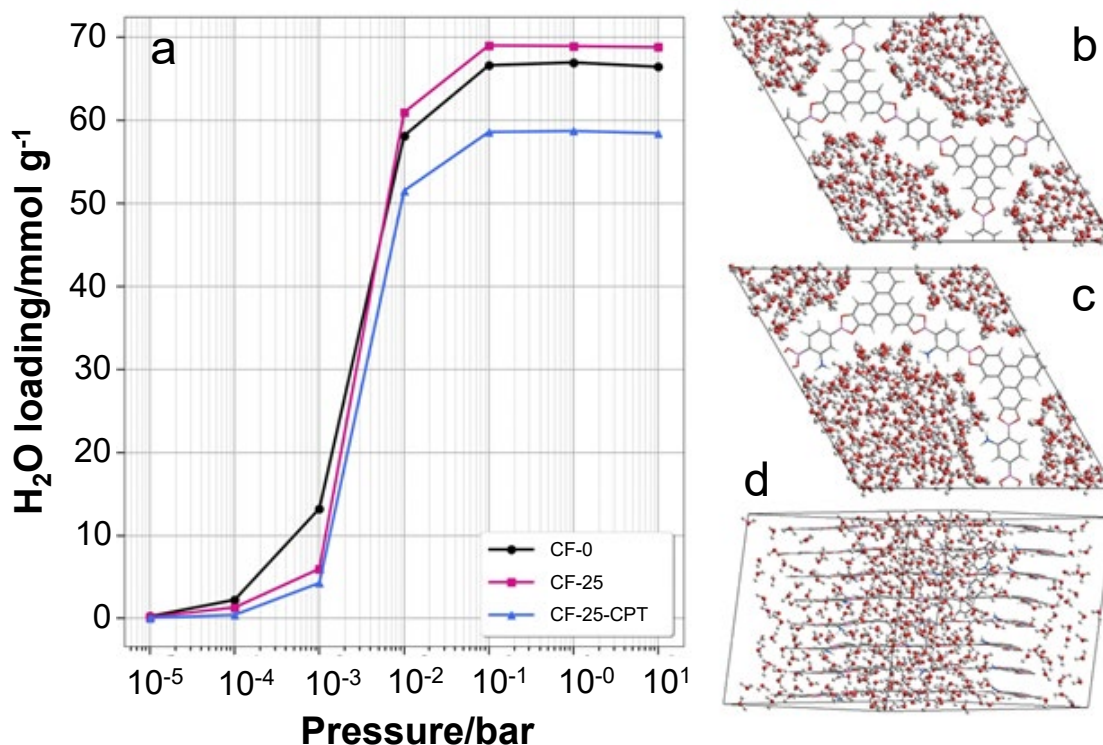 a
H₂O loading/mmol g⁻¹
70
60
50
40
30
20
10
0
10⁻⁵ 10⁻⁴ 10⁻³ 10⁻² 10⁻¹ 10⁻⁰ 10¹
Pressure/bar
CF-0
CF-25
CF-25-CPT
b
c
d